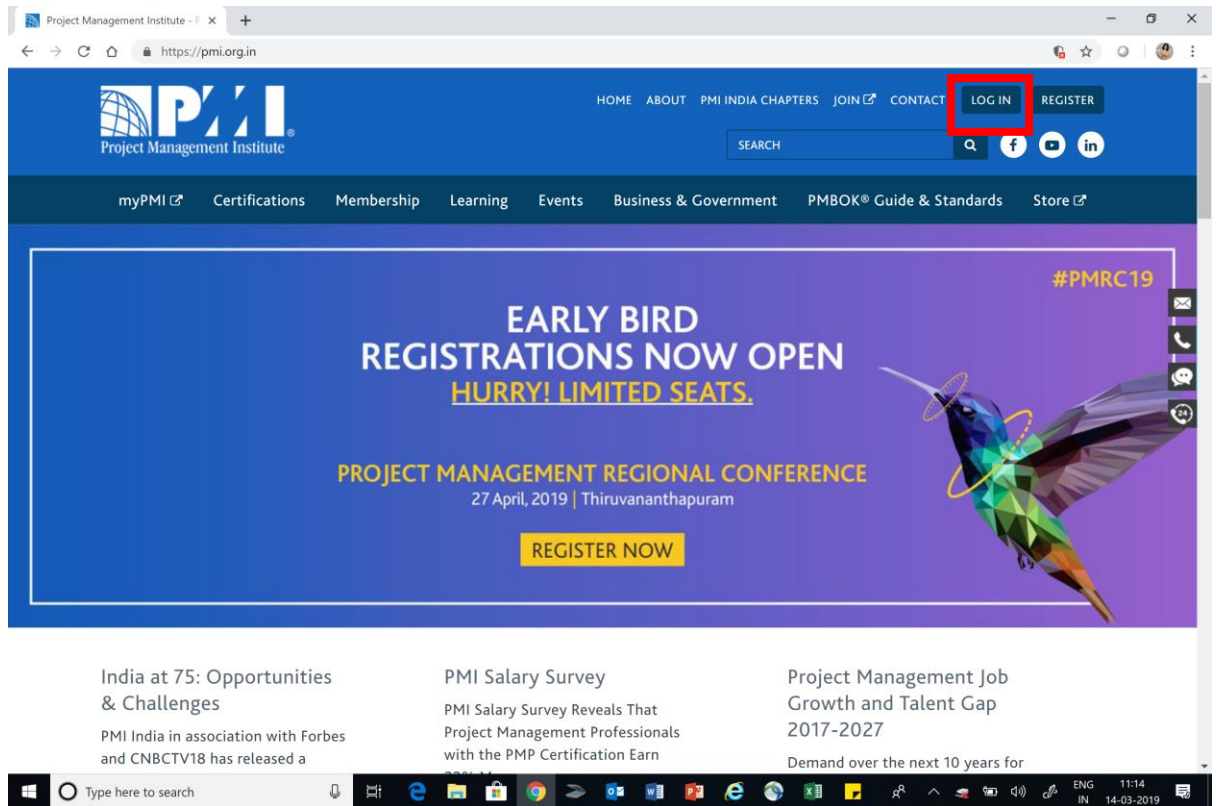 Project Management Institute - P
https://pmi.org.in
PMI
Project Management Institute
HOME ABOUT PMI INDIA CHAPTERS JOIN CONTACT LOG IN REGISTER
SEARCH
myPMI Certifications Membership Learning Events Business & Government PMBOK® Guide & Standards Store
#PMRC19
EARLY BIRD
REGISTRATIONS NOW OPEN
HURRY! LIMITED SEATS.
PROJECT MANAGEMENT REGIONAL CONFERENCE
27 April, 2019 | Thiruvananthapuram
REGISTER NOW
24
India at 75: Opportunities
& Challenges
PMI India in association with Forbes
and CNBCTV18 has released a
PMI Salary Survey
PMI Salary Survey Reveals That
Project Management Professionals
with the PMP Certification Earn
Project Management Job
Growth and Talent Gap
2017-2027
Demand over the next 10 years for
Type here to search
ENG
IN
11:14
14-03-2019